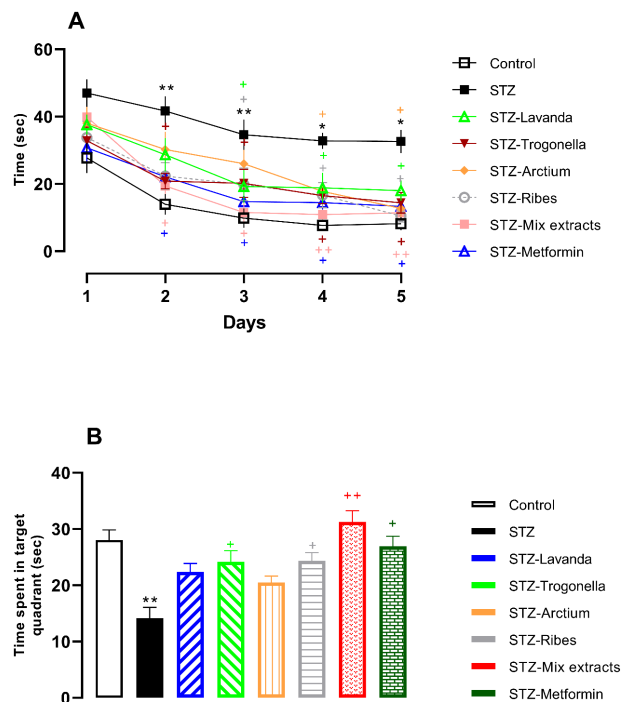 A
60
40
20
0
Time (sec)
1 2 3 4 5
Days
** ** * *
+ + + + + + + +
Control
STZ
STZ-Lavanda
STZ-Trogonella
STZ-Arctium
STZ-Ribes
STZ-Mix extracts
STZ-Metformin
B
40
30
20
10
0
Time spent in target
quadrant (sec)
**
+
+
++
+
Control
STZ
STZ-Lavanda
STZ-Trogonella
STZ-Arctium
STZ-Ribes
STZ-Mix extracts
STZ-Metformin